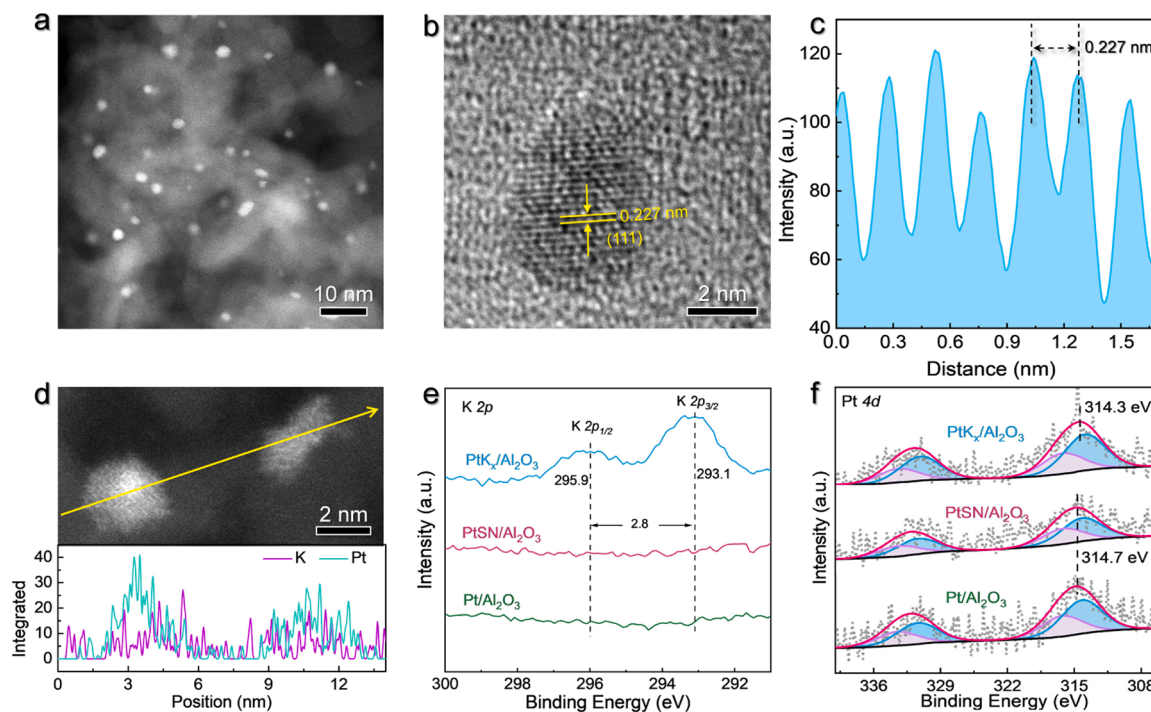 a
10 nm
b
0.227 nm
(111)
2 nm
c
0.227 nm
120
100
80
60
40
Intensity (a.u.)
0.0 0.3 0.6 0.9 1.2 1.5
Distance (nm)
d
2 nm
K Pt
40
30
20
10
0
Integrated
0 3 6 9 12
Position (nm)
e
K 2p
K 2p3/2
K 2p1/2
PtKx/Al2O3
295.9
293.1
2.8
PtSN/Al2O3
Pt/Al2O3
Intensity (a.u.)
300 298 296 294 292
Binding Energy (eV)
f
Pt 4d
314.3 eV
PtKx/Al2O3
PtSN/Al2O3
314.7 eV
Pt/Al2O3
Intensity (a.u.)
336 329 322 315 308
Binding Energy (eV)